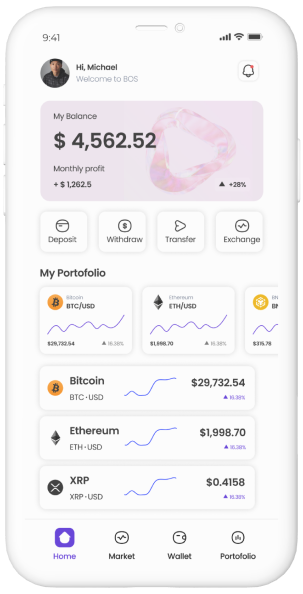 9:41
Hi, Michael
Welcome to BOS
My Balance
$ 4,562.52
Monthly profit
+ $ 1,262.5
▲ +28%
Deposit
Withdraw
Transfer
Exchange
My Portofolio
Bitcoin
BTC/USD
$29,732.54
▲ 16.38%
Ethereum
ETH/USD
$1,998.70
▲ 16.38%
$315.78
Bitcoin
BTC · USD
$29,732.54
▲ 16.38%
Ethereum
ETH · USD
$1,998.70
▲ 16.38%
XRP
XRP · USD
$0.4158
▲ 16.38%
Home
Market
Wallet
Portofolio